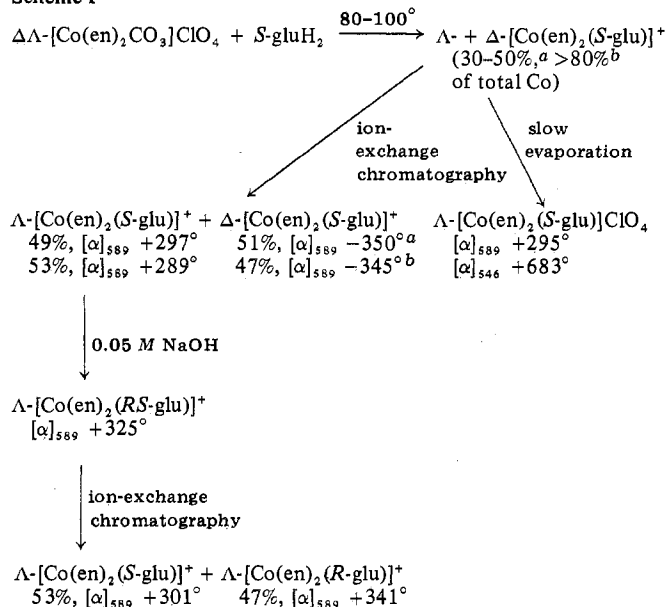 ΔΛ-[Co(en)₂CO₃]ClO₄ + S-gluH₂ 80–100° Λ- + Δ-[Co(en)₂(S-glu)]⁺
(30–50%,ᵃ >80%ᵇ
of total Co)
ion-
exchange
chromatography
slow
evaporation
Λ-[Co(en)₂(S-glu)]⁺ + Δ-[Co(en)₂(S-glu)]⁺ Λ-[Co(en)₂(S-glu)]ClO₄
49%, [α]₅₈₉ +297° 51%, [α]₅₈₉ −350°ᵃ [α]₅₈₉ +295°
53%, [α]₅₈₉ +289° 47%, [α]₅₈₉ −345°ᵇ [α]₅₄₆ +683°
0.05 M NaOH
Λ-[Co(en)₂(RS-glu)]⁺
[α]₅₈₉ +325°
ion-exchange
chromatography
Λ-[Co(en)₂(S-glu)]⁺ + Λ-[Co(en)₂(R-glu)]⁺
53%, [α]₅₈₉ +301° 47%, [α]₅₈₉ +341°